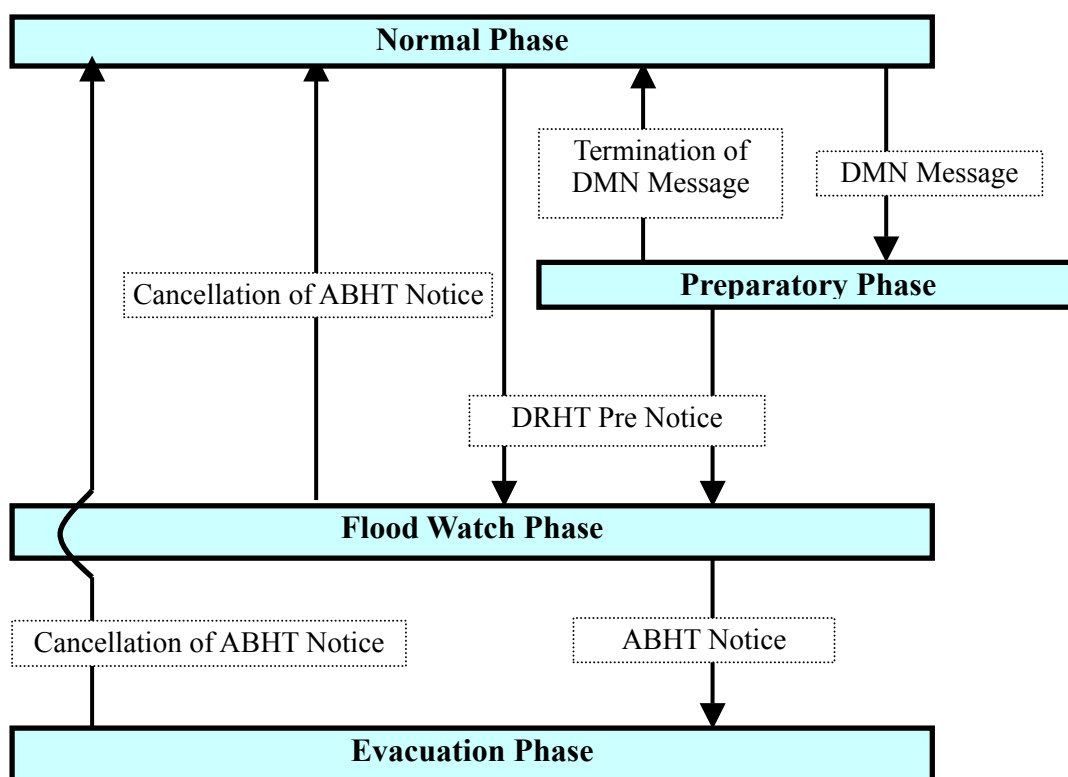 Normal Phase
Termination of
DMN Message
DMN Message
Preparatory Phase
Cancellation of ABHT Notice
DRHT Pre Notice
Flood Watch Phase
Cancellation of ABHT Notice
ABHT Notice
Evacuation Phase